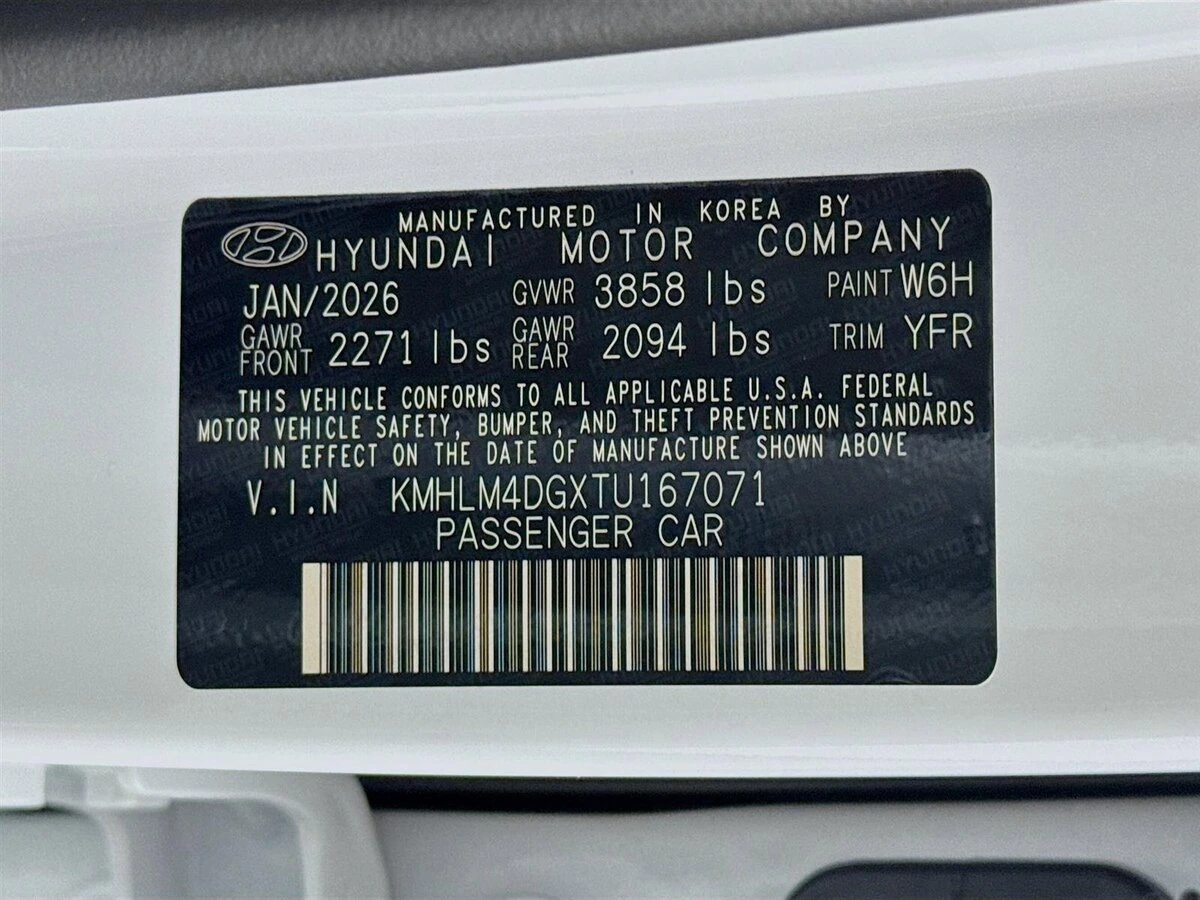 MANUFACTURED IN KOREA BY
HYUNDAI MOTOR COMPANY
JAN/2026 GVWR 3858 lbs PAINT W6H
GAWR FRONT 2271 lbs GAWR REAR 2094 lbs TRIM YFR
THIS VEHICLE CONFORMS TO ALL APPLICABLE U.S.A. FEDERAL
MOTOR VEHICLE SAFETY, BUMPER, AND THEFT PREVENTION STANDARDS
IN EFFECT ON THE DATE OF MANUFACTURE SHOWN ABOVE
V.I.N KMHLM4DGXTU167071
PASSENGER CAR